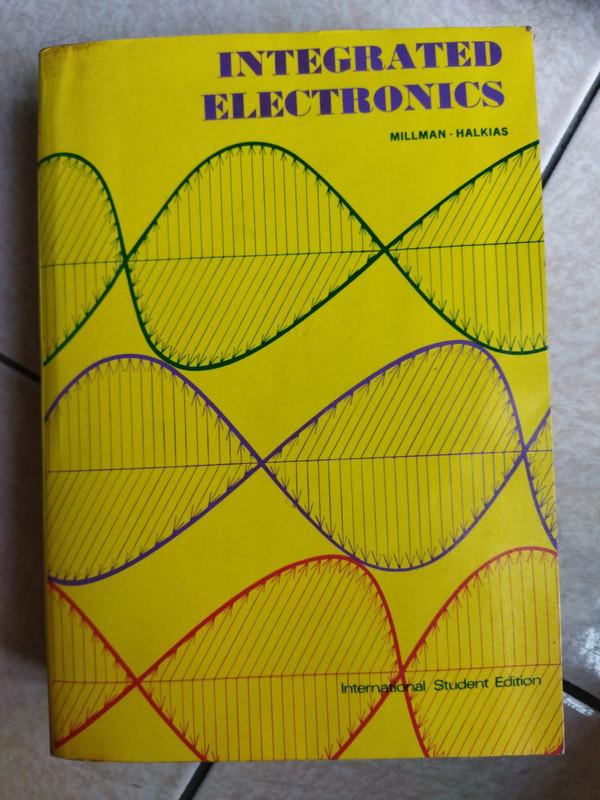 INTEGRATED
ELECTRONICS
MILLMAN - HALKIAS
International Student Edition